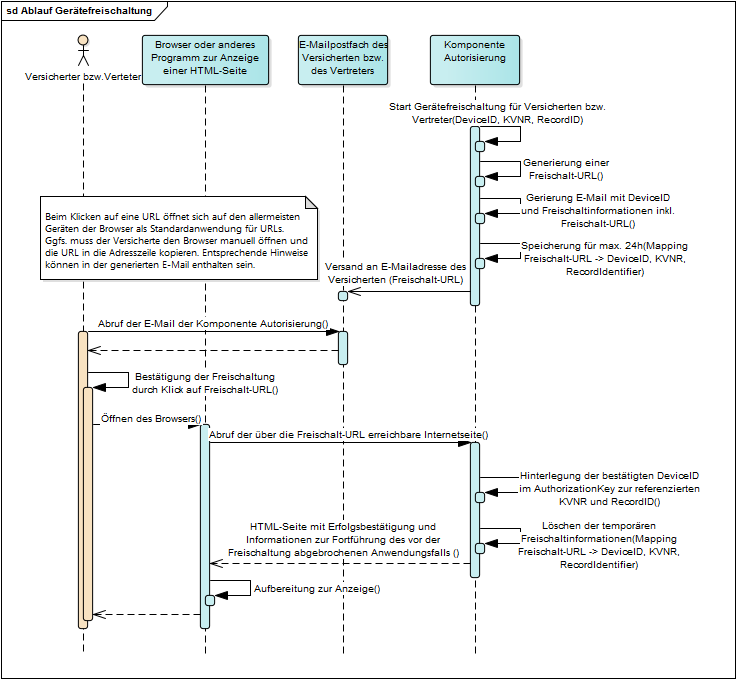 sd Ablauf Gerätefreischaltung
Versicherter bzw.Verteter
Browser oder anderes
Programm zur Anzeige
einer HTML-Seite
E-Mailpostfach des
Versicherten bzw.
des Vertreters
Komponente
Autorisierung
Start Gerätefreischaltung für Versicherten bzw.
Vertreter(DeviceID, KVNR, RecordID)
Generierung einer
Freischalt-URL()
Gerierung E-Mail mit DeviceID
und Freischaltinformationen inkl.
Freischalt-URL()
Beim Klicken auf eine URL öffnet sich auf den allermeisten
Geräten der Browser als Standardanwendung für URLs.
Ggfs. muss der Versicherte den Browser manuell öffnen und
die URL in die Adresszeile kopieren. Entsprechende Hinweise
können in der generierten E-Mail enthalten sein.
Speicherung für max. 24h(Mapping
Freischalt-URL -> DeviceID, KVNR,
RecordIdentifier)
Versand an E-Mailadresse des
Versicherten (Freischalt-URL)
Abruf der E-Mail der Komponente Autorisierung()
Bestätigung der Freischaltung
durch Klick auf Freischalt-URL()
Öffnen des Browsers()
Abruf der über die Freischalt-URL erreichbare Internetseite()
Hinterlegung der bestätigten DeviceID
im AuthorizationKey zur referenzierten
KVNR und RecordID()
Löschen der temporären
Freischaltinformationen(Mapping
Freischalt-URL -> DeviceID, KVNR,
RecordIdentifier)
HTML-Seite mit Erfolgsbestätigung und
Informationen zur Fortführung des vor der
Freischaltung abgebrochenen Anwendungsfalls ()
Aufbereitung zur Anzeige()